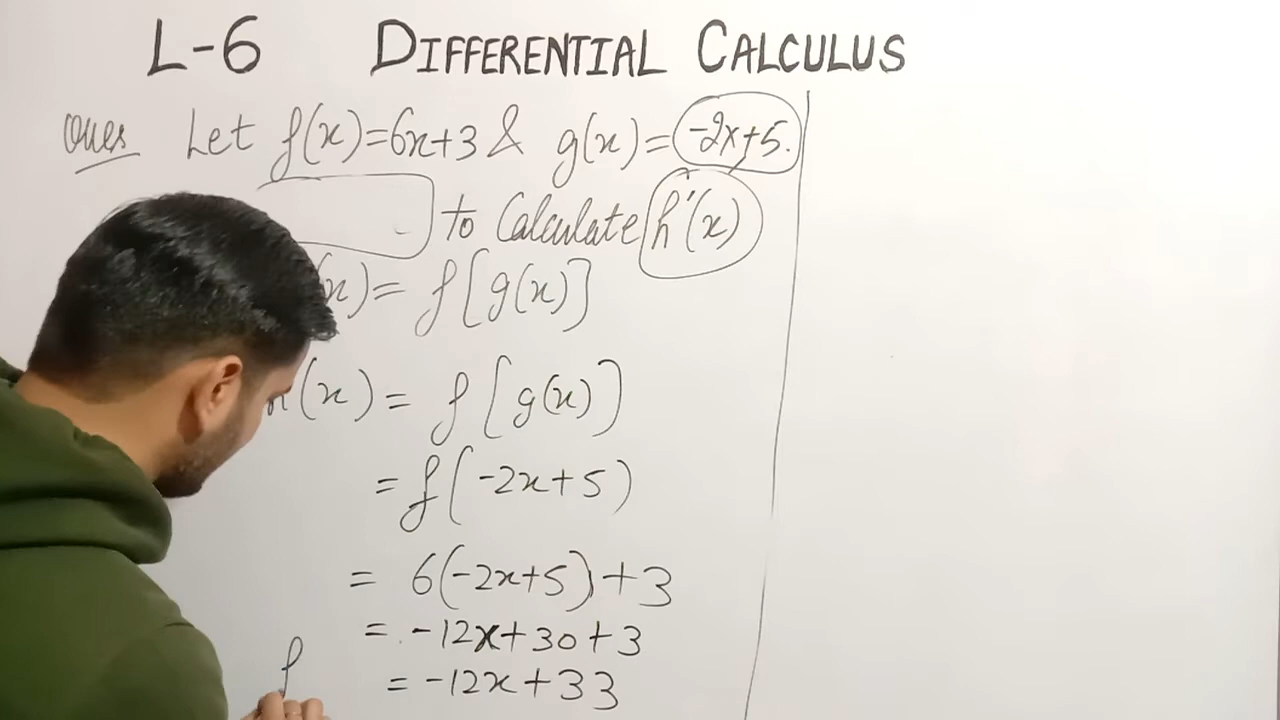 L-6 DIFFERENTIAL CALCULUS
Ques Let f(x)=6x+3 & g(x)=-2x+5.
to Calculate h'(x)
(x)= f[g(x)]
h(x)= f[g(x)]
=f(-2x+5)
= 6(-2x+5)+3
= -12x+30+3
= -12x+33
f